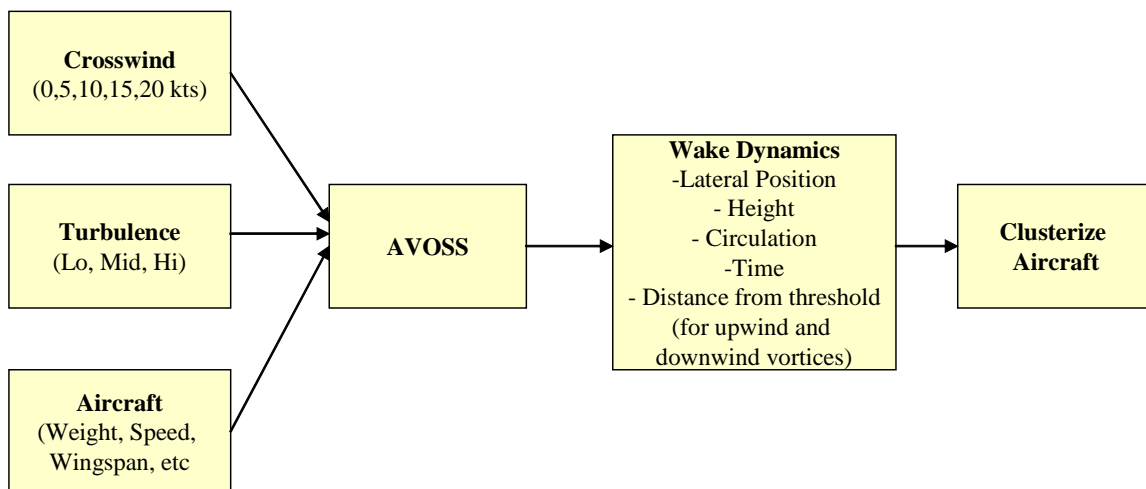 Crosswind
(0,5,10,15,20 kts)
Turbulence
(Lo, Mid, Hi)
Aircraft
(Weight, Speed,
Wingspan, etc
AVOSS
Wake Dynamics
-Lateral Position
- Height
- Circulation
-Time
- Distance from threshold
(for upwind and
downwind vortices)
Clusterize
Aircraft